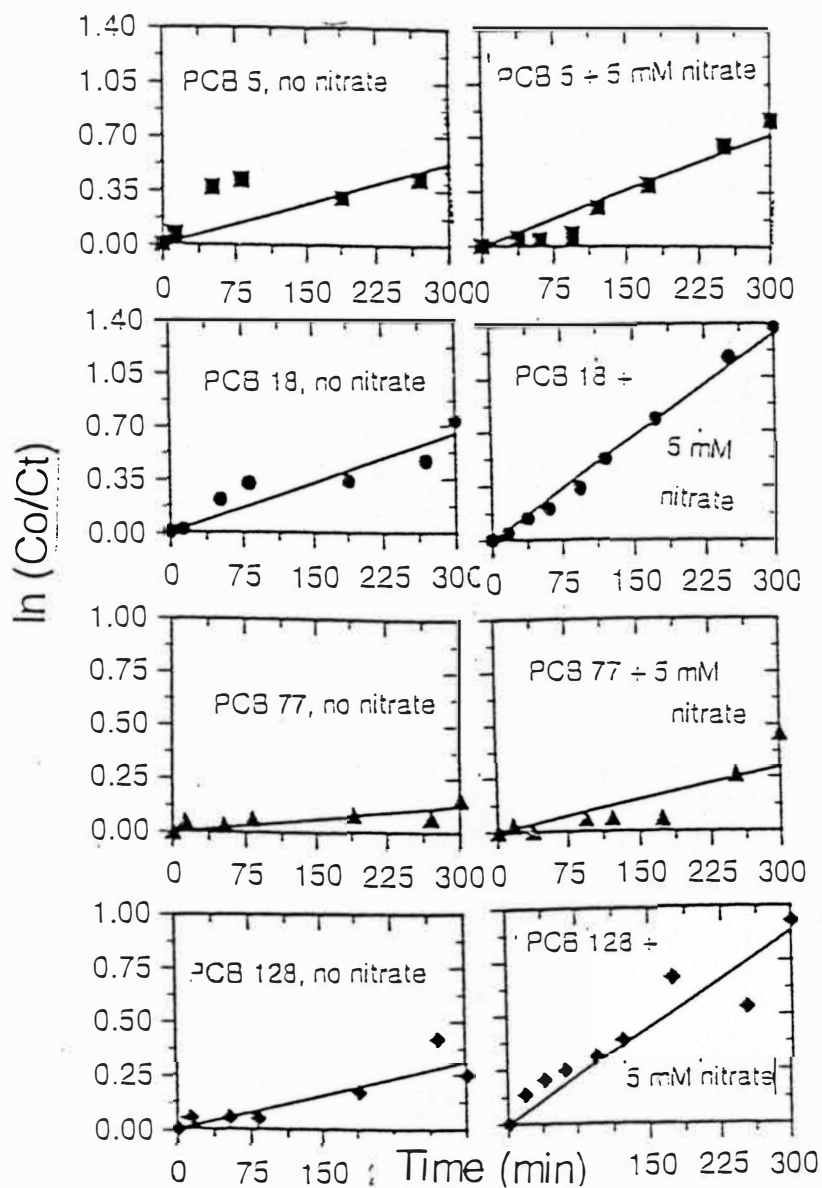 1.40
1.05
0.70
0.35
0.00
PCB 5, no nitrate
PCB 5 + 5 mM nitrate
0 75 150 225 300
0 75 150 225 300
1.40
1.05
0.70
0.35
0.00
PCB 18, no nitrate
PCB 18 +
5 mM
nitrate
0 75 150 225 300
0 75 150 225 300
ln (Co/Ct)
1.00
0.75
0.50
0.25
0.00
PCB 77, no nitrate
PCB 77 + 5 mM
nitrate
0 75 150 225 300
0 75 150 225 300
1.00
0.75
0.50
0.25
0.00
PCB 128, no nitrate
PCB 128 +
5 mM nitrate
0 75 150
0 75 150 225 300
Time (min)